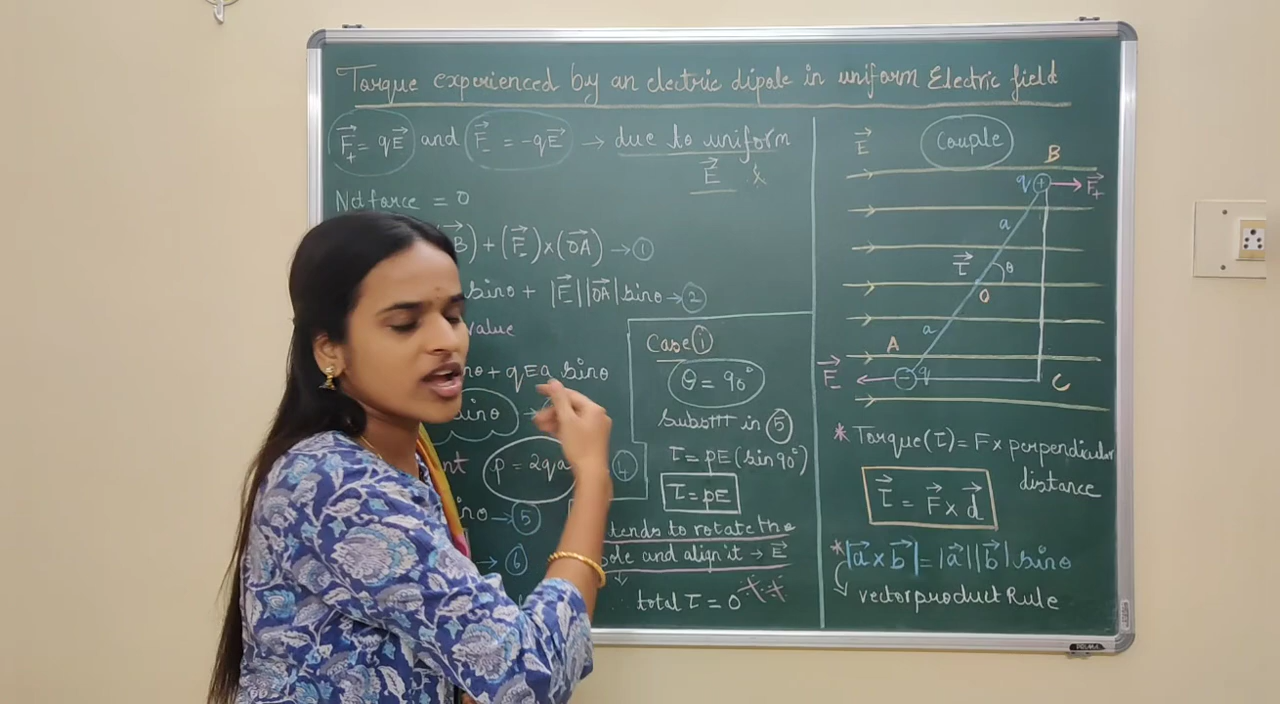 Torque experienced by an electric dipole in uniform Electric field
F₊ = qE⃗ and F₋ = -qE⃗ → due to uniform
E⃗ &
Net force = 0
B) + (F₋) × (OA) → ①
sinθ + |F₋||OA| sinθ → ②
value
+ qEa sinθ
sinθ →
p = 2qa
④
→ ⑤
→ ⑥
Case ①
θ = 90°
in ⑤
τ = pE (sin 90°)
τ = pE
tends to rotate the
and align it → E⃗
total τ = 0
E⃗
Couple
B
q + F₊
a
τ⃗
θ
O
a
A
F₋ - q
C
* Torque (τ) = F × perpendicular
distance
τ⃗ = F⃗ × d⃗
* |a⃗ × b⃗| = |a⃗||b⃗| sinθ
vector product Rule